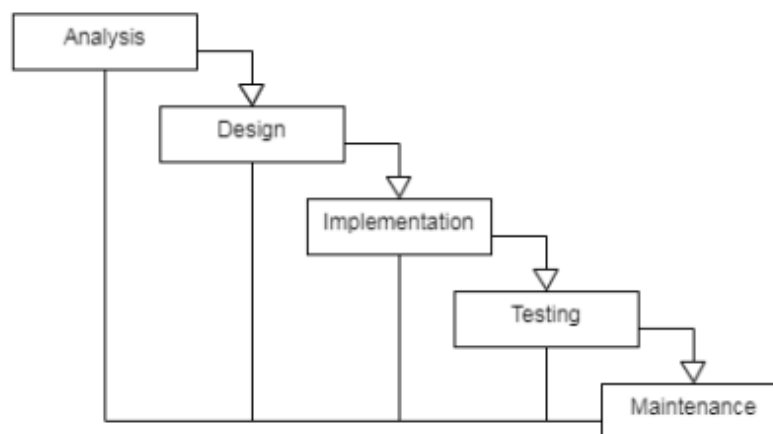 Analysis
Design
Implementation
Testing
Maintenance